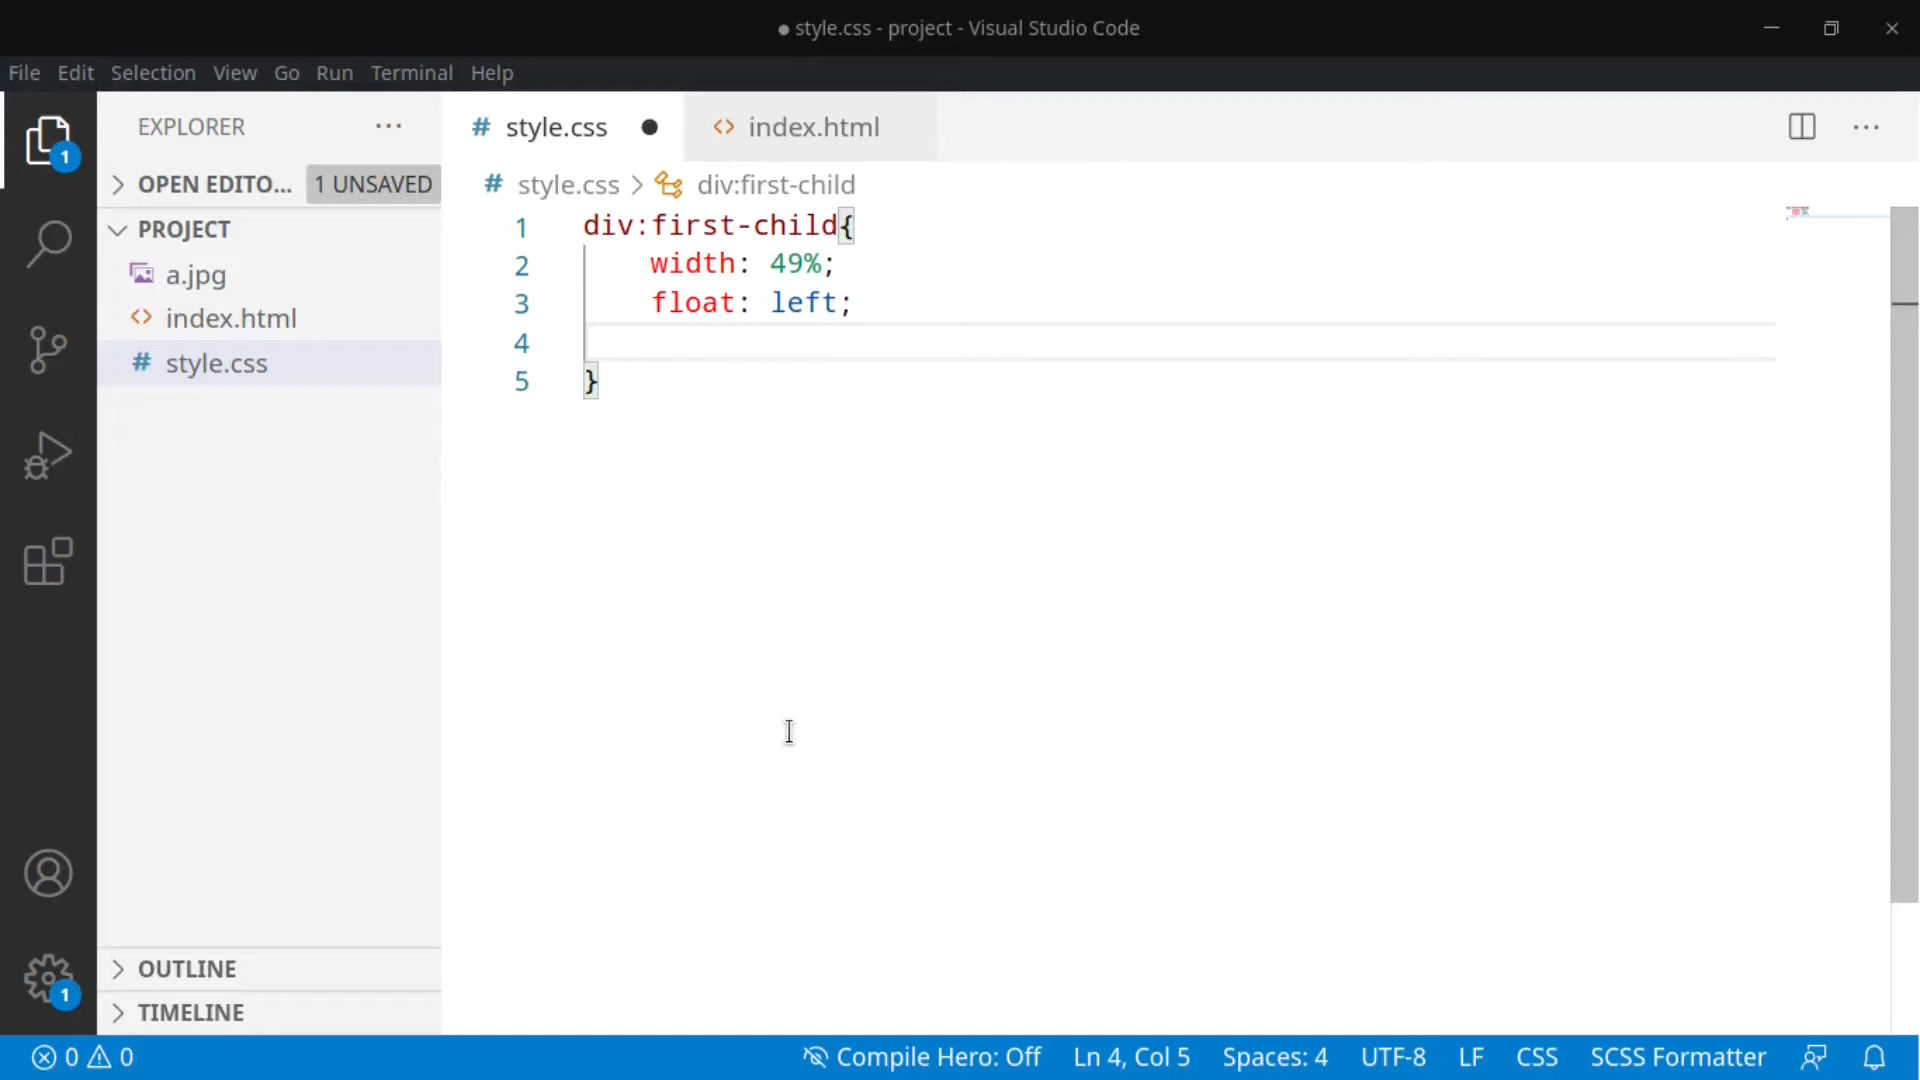 ● style.css - project - Visual Studio Code
File Edit Selection View Go Run Terminal Help
EXPLORER ...
OPEN EDITO... 1 UNSAVED
PROJECT
a.jpg
index.html
# style.css
1
# style.css ●
<> index.html
# style.css > div:first-child
1 div:first-child{
2 width: 49%;
3 float: left;
4
5 }
OUTLINE
TIMELINE
1
0 0 Compile Hero: Off Ln 4, Col 5 Spaces: 4 UTF-8 LF CSS SCSS Formatter